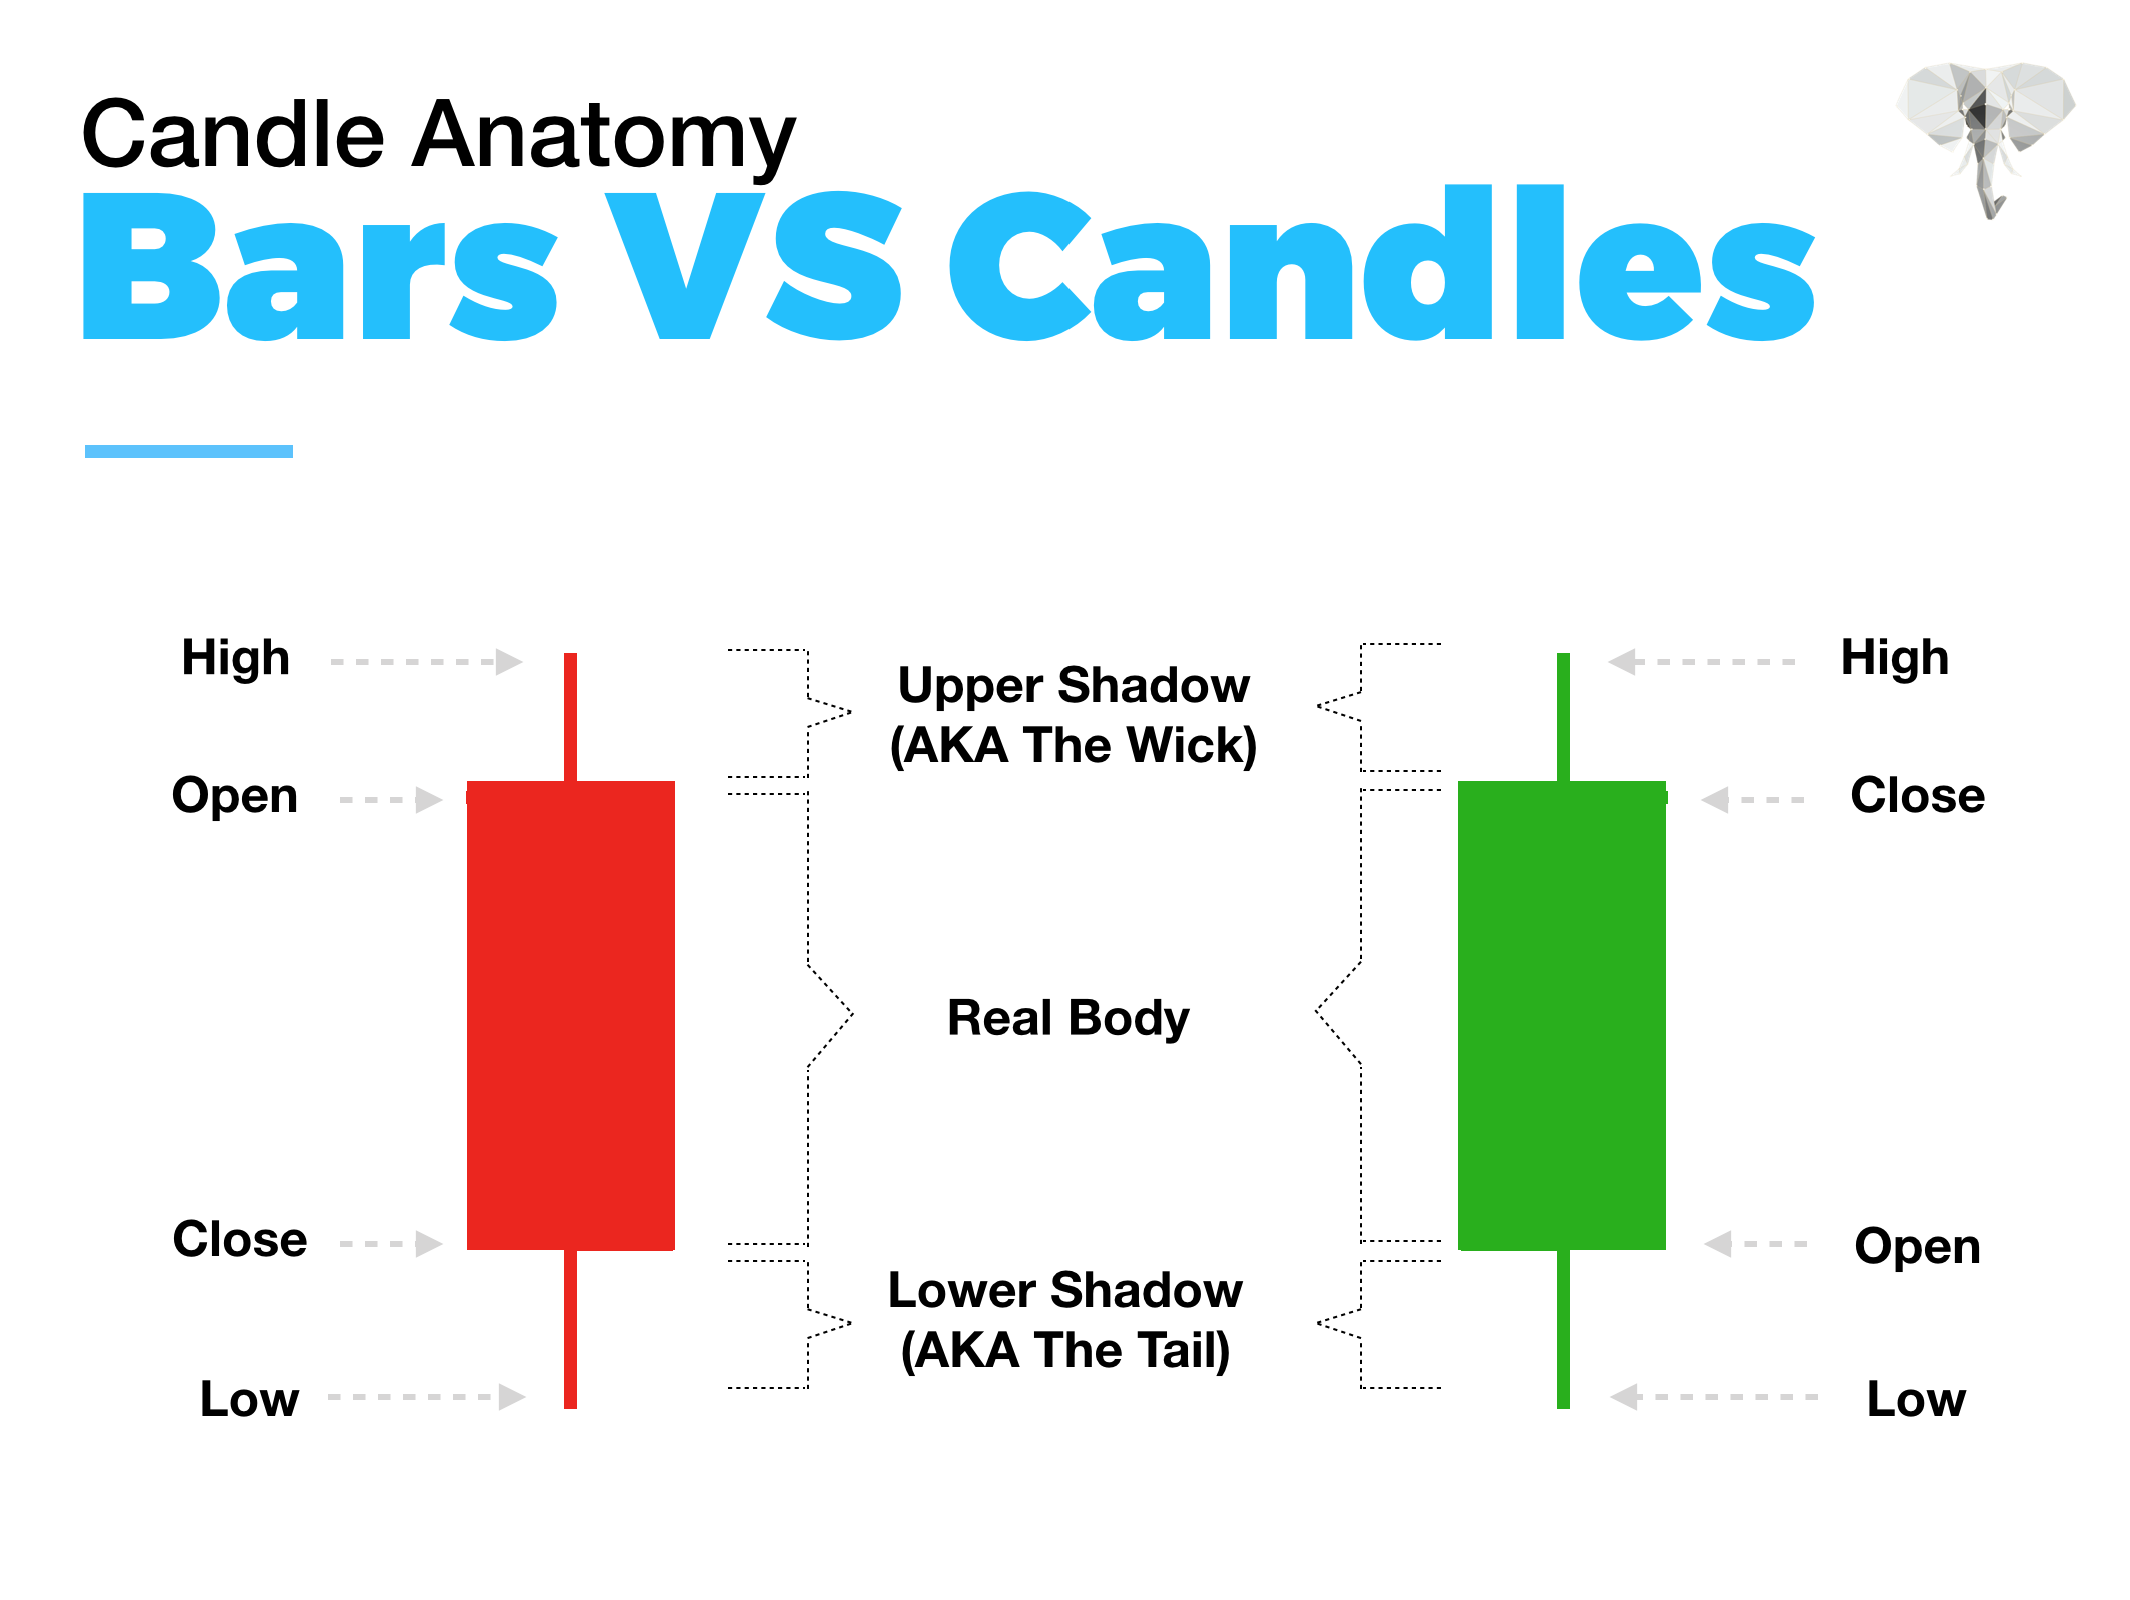 Candle Anatomy
Bars VS Candles
High
Open
Close
Low
Upper Shadow
(AKA The Wick)
Real Body
Lower Shadow
(AKA The Tail)
High
Close
Open
Low